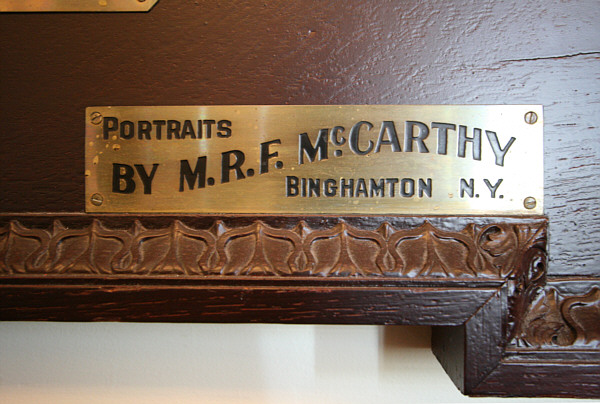 PORTRAITS
BY M.R.F. McCARTHY
BINGHAMTON N.Y.